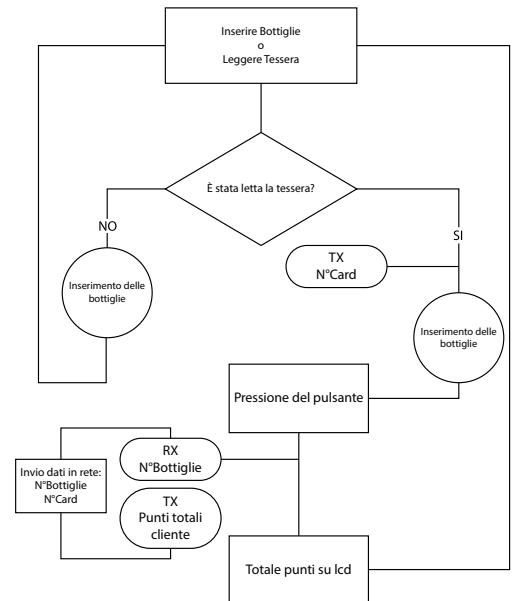 Inserire Bottiglie
o
Leggere Tessera
È stata letta la tessera?
NO
SI
TX
N°Card
Inserimento delle
bottiglie
Inserimento delle
bottiglie
Pressione del pulsante
RX
N°Bottiglie
Invio dati in rete:
N°Bottiglie
N°Card
TX
Punti totali
cliente
Totale punti su lcd